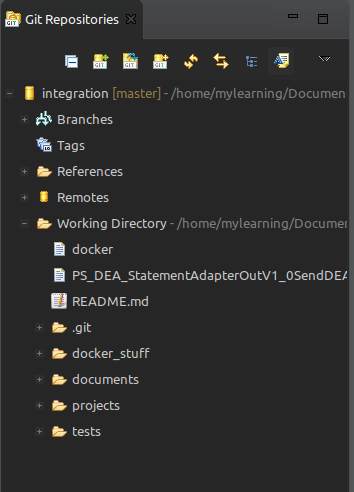 Git Repositories
integration [master] - /home/mylearning/Documen
Branches
Tags
References
Remotes
Working Directory - /home/mylearning/Documen
docker
PS_DEA_StatementAdapterOutV1_0SendDEA
README.md
.git
docker_stuff
documents
projects
tests